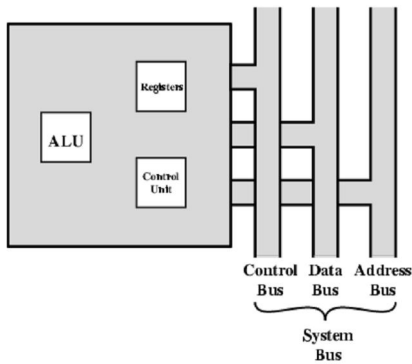 Registers
ALU
Control
Unit
Control Data Address
Bus Bus Bus
System
Bus